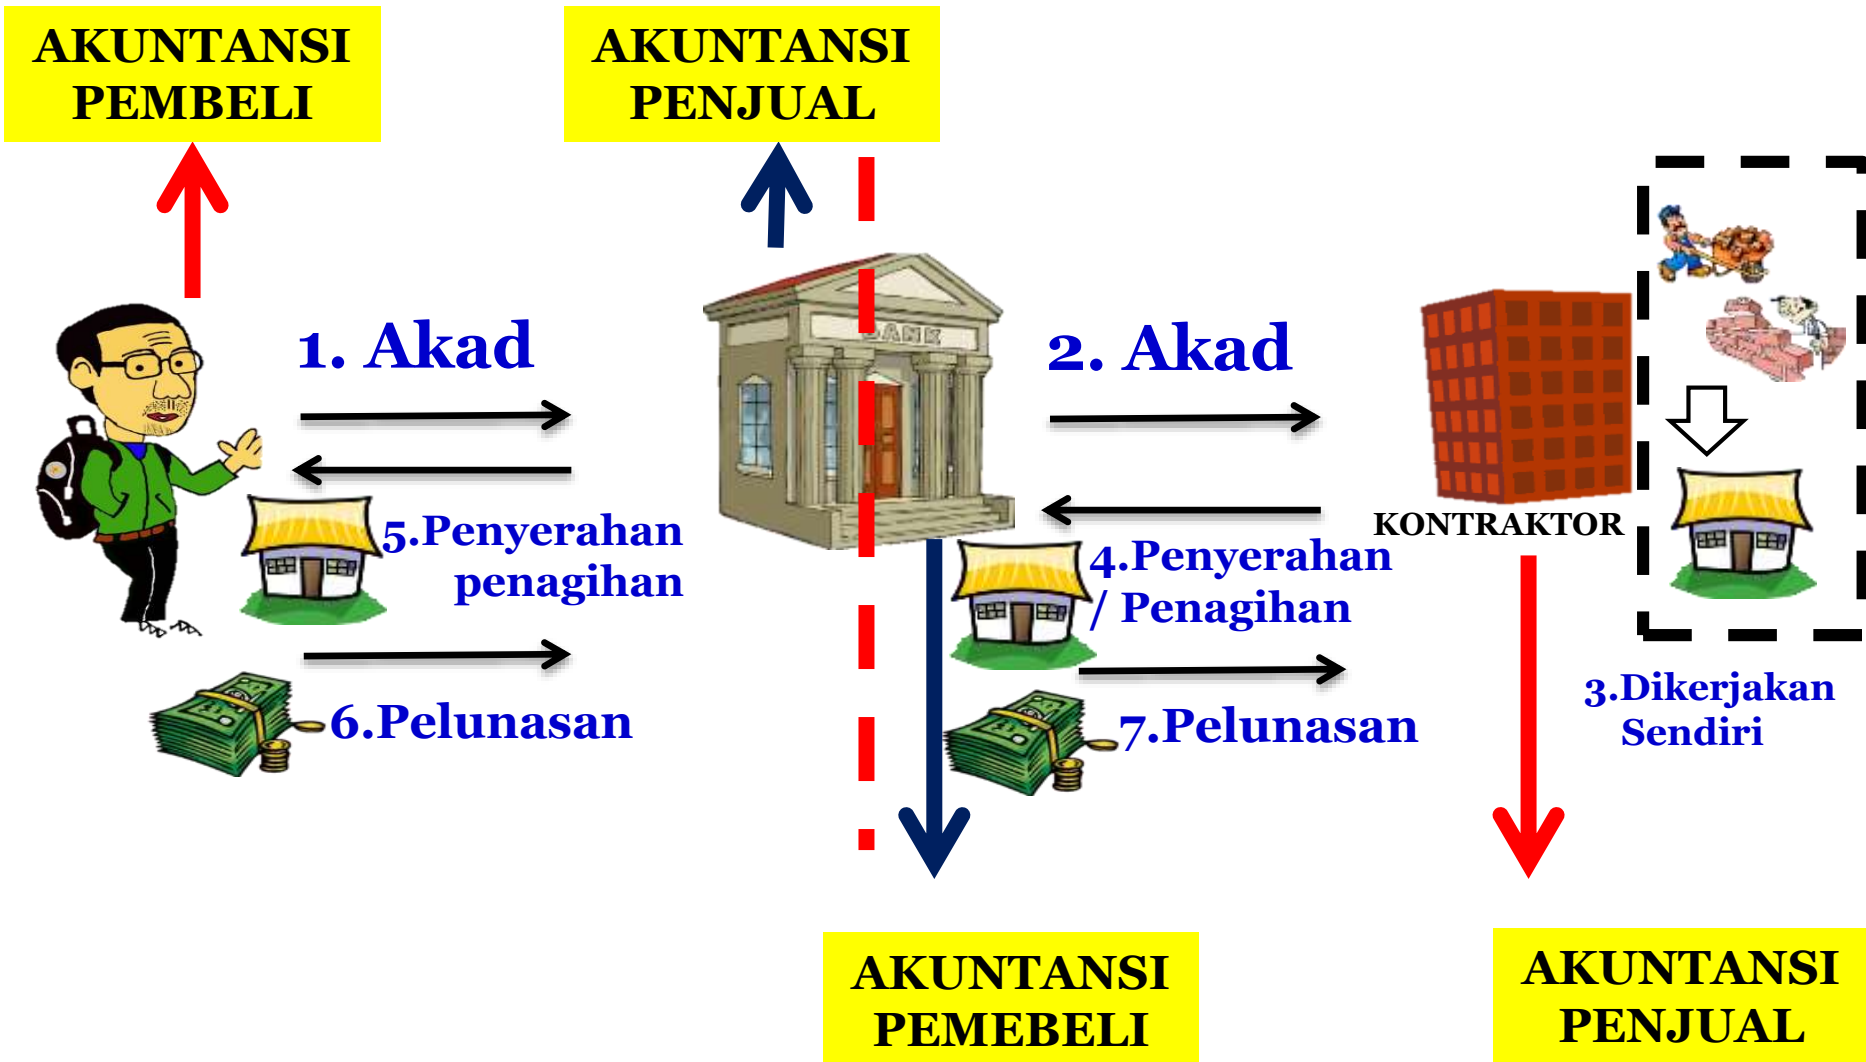 AKUNTANSI
PEMBELI
AKUNTANSI
PENJUAL
1. Akad
BANK
2. Akad
KONTRAKTOR
5.Penyerahan
penagihan
4.Penyerahan
/ Penagihan
3.Dikerjakan
Sendiri
6.Pelunasan
7.Pelunasan
AKUNTANSI
PEMEBELI
AKUNTANSI
PENJUAL